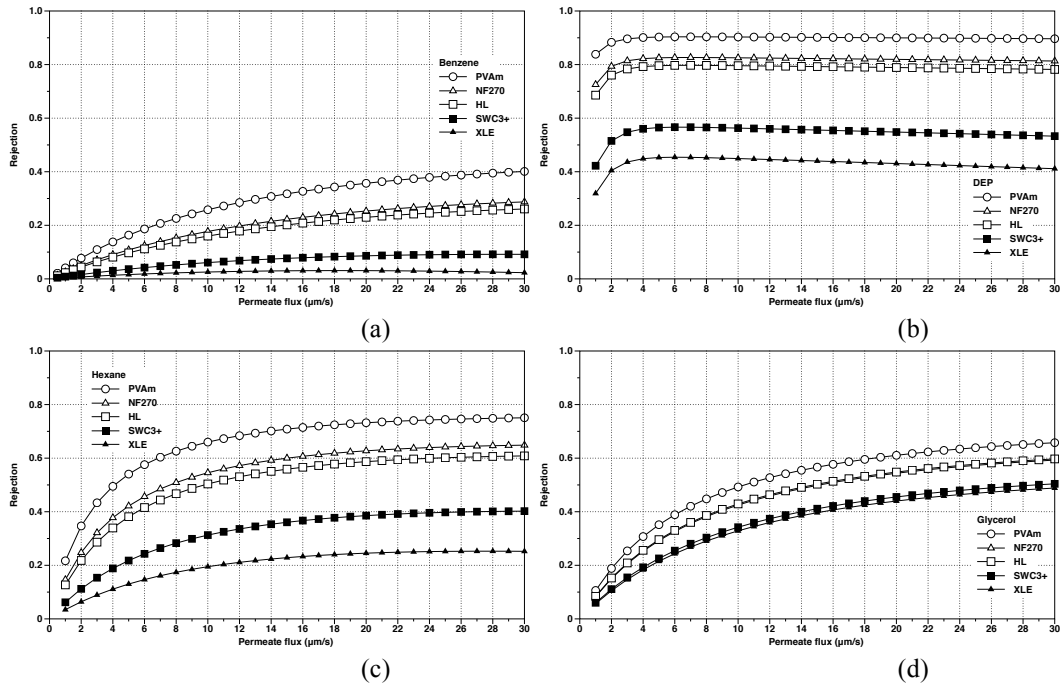 1.0
0.8
0.6
0.4
0.2
0
Rejection
Benzene
PVAm
NF270
HL
SWC3+
XLE
0 2 4 6 8 10 12 14 16 18 20 22 24 26 28 30
Permeate flux (µm/s)
(a)
1.0
0.8
0.6
0.4
0.2
0
Rejection
DEP
PVAm
NF270
HL
SWC3+
XLE
0 2 4 6 8 10 12 14 16 18 20 22 24 26 28 30
Permeate flux (µm/s)
(b)
1.0
0.8
0.6
0.4
0.2
0
Rejection
Hexane
PVAm
NF270
HL
SWC3+
XLE
0 2 4 6 8 10 12 14 16 18 20 22 24 26 28 30
Permeate flux (µm/s)
(c)
1.0
0.8
0.6
0.4
0.2
0
Rejection
Glycerol
PVAm
NF270
HL
SWC3+
XLE
0 2 4 6 8 10 12 14 16 18 20 22 24 26 28 30
Permeate flux (µm/s)
(d)